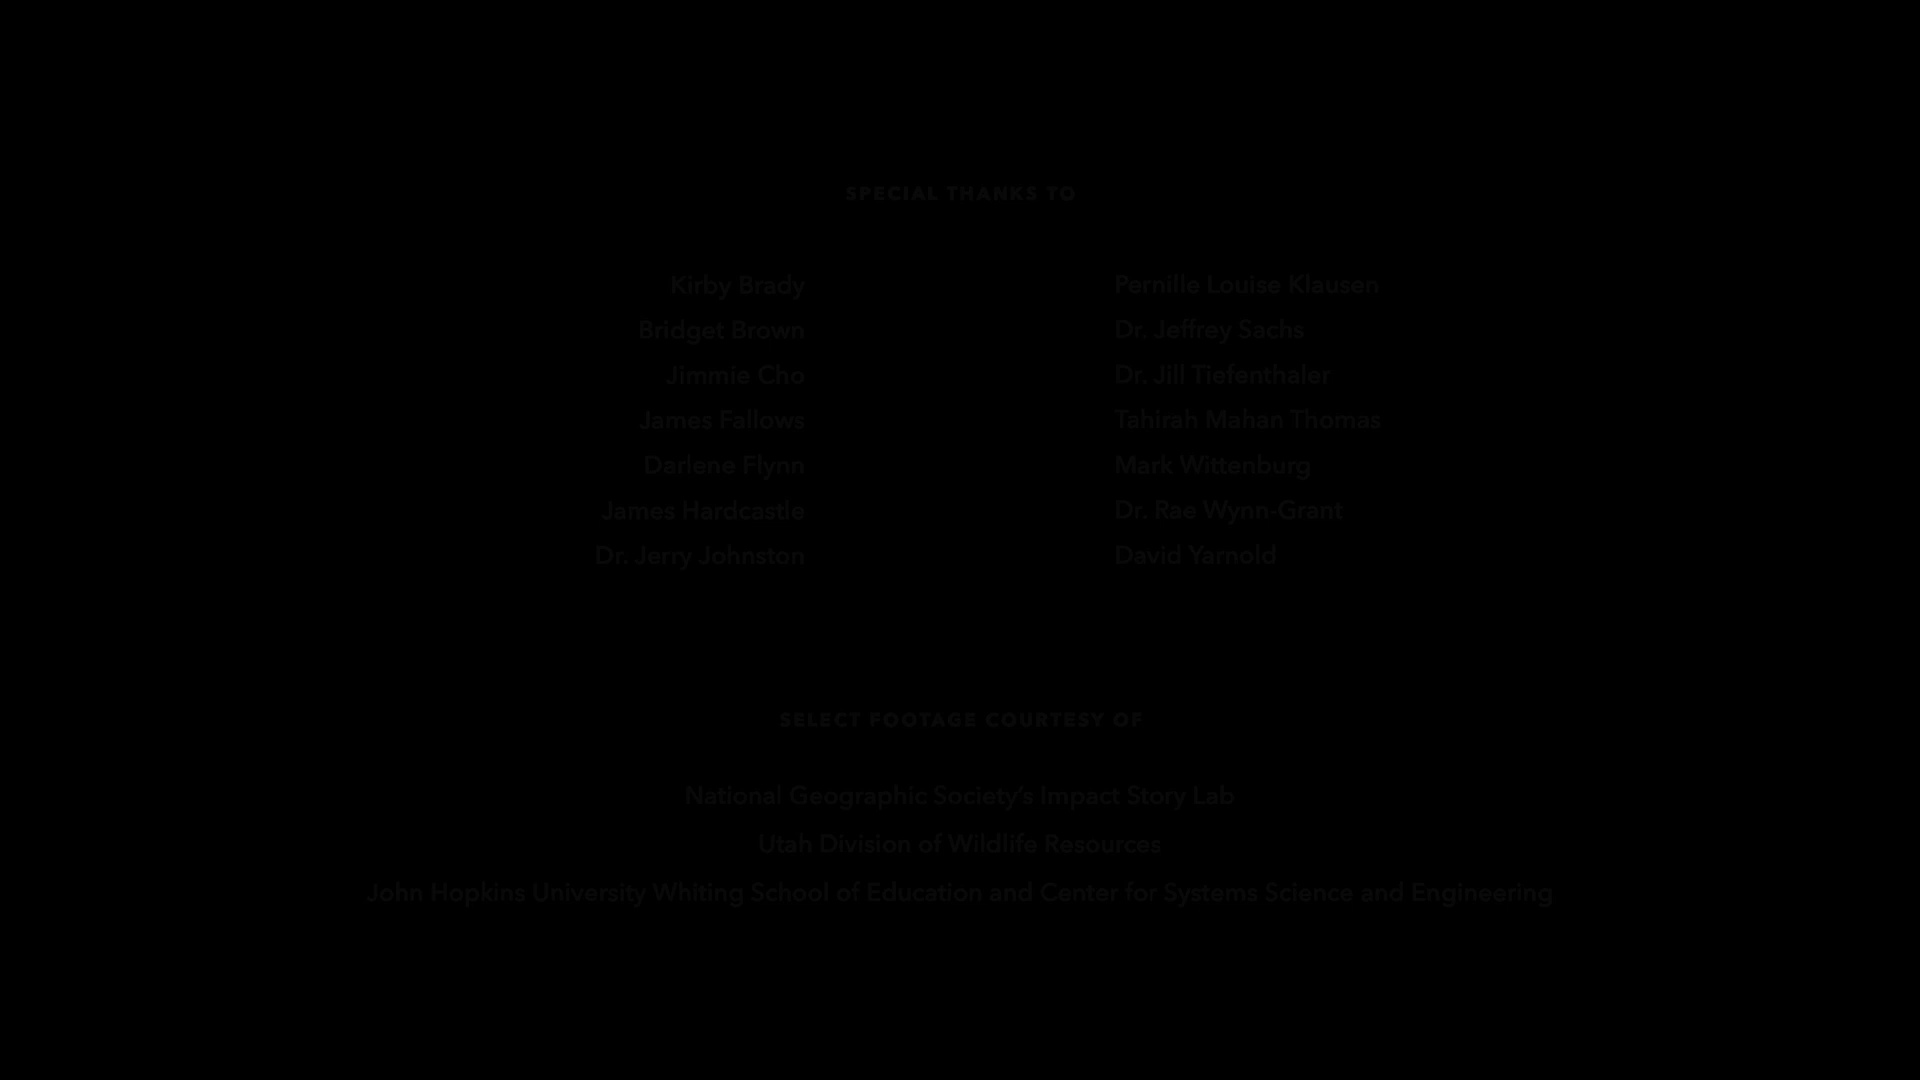 SPECIAL THANKS TO
Kirby Brady
Bridget Brown
Jimmie Cho
James Fallows
Darlene Flynn
James Hardcastle
Dr. Jerry Johnston
Pernille Louise Klausen
Dr. Jeffrey Sachs
Dr. Jill Tiefenthaler
Tahirah Mahan Thomas
Mark Wittenburg
Dr. Rae Wynn-Grant
David Yarnold
SELECT FOOTAGE COURTESY OF
National Geographic Society’s Impact Story Lab
Utah Division of Wildlife Resources
John Hopkins University Whiting School of Education and Center for Systems Science and Engineering